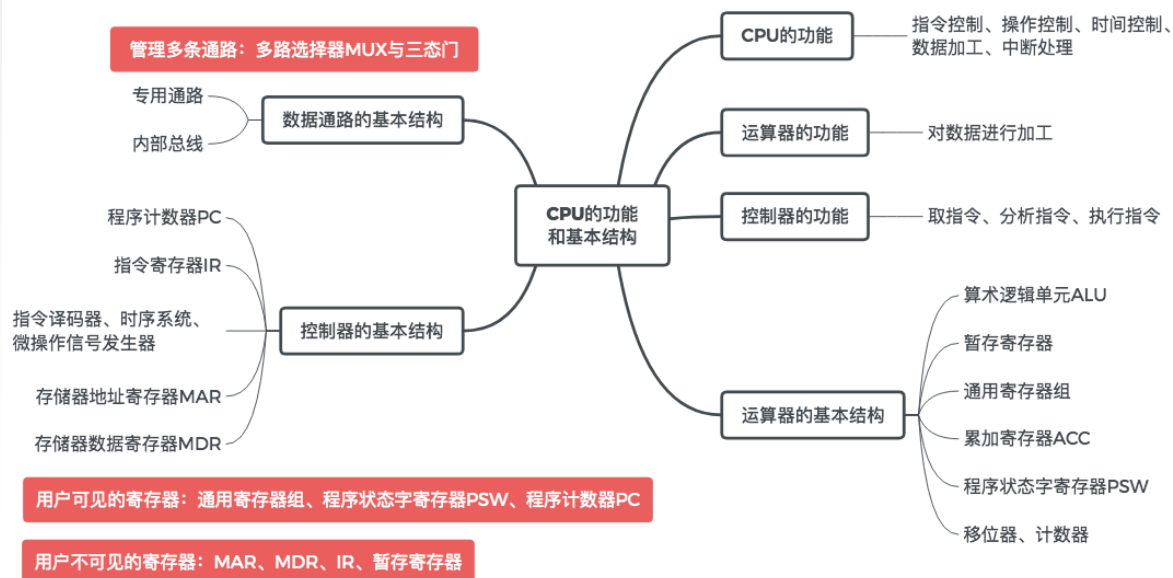 管理多条通路：多路选择器MUX与三态门
专用通路
内部总线
数据通路的基本结构
程序计数器PC
指令寄存器IR
指令译码器、时序系统、
微操作信号发生器
存储器地址寄存器MAR
存储器数据寄存器MDR
控制器的基本结构
用户可见的寄存器：通用寄存器组、程序状态字寄存器PSW、程序计数器PC
用户不可见的寄存器：MAR、MDR、IR、暂存寄存器
CPU的功能
和基本结构
CPU的功能
指令控制、操作控制、时间控制、
数据加工、中断处理
运算器的功能
对数据进行加工
控制器的功能
取指令、分析指令、执行指令
运算器的基本结构
算术逻辑单元ALU
暂存寄存器
通用寄存器组
累加寄存器ACC
程序状态字寄存器PSW
移位器、计数器